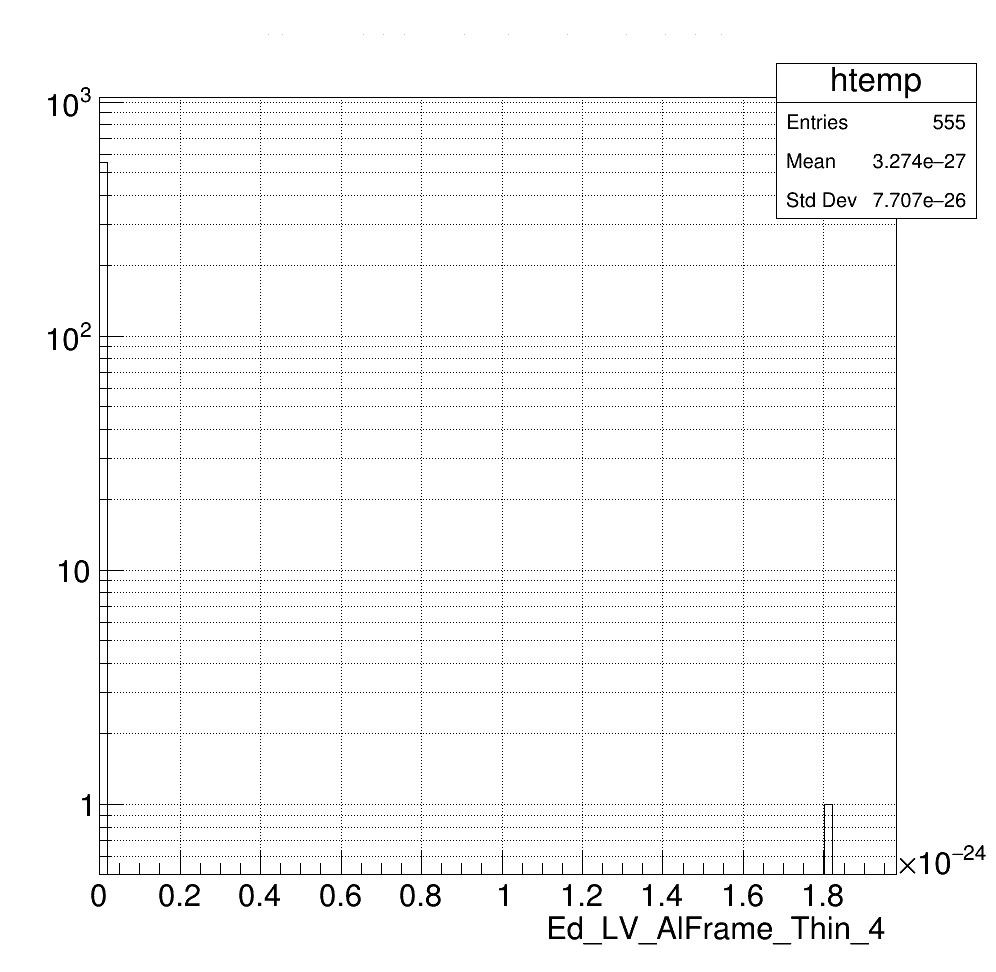 htemp
Entries 555
Mean 3.274e−27
Std Dev 7.707e−26
10³
10²
10
1
0 0.2 0.4 0.6 0.8 1 1.2 1.4 1.6 1.8
×10⁻²⁴
Ed_LV_AlFrame_Thin_4